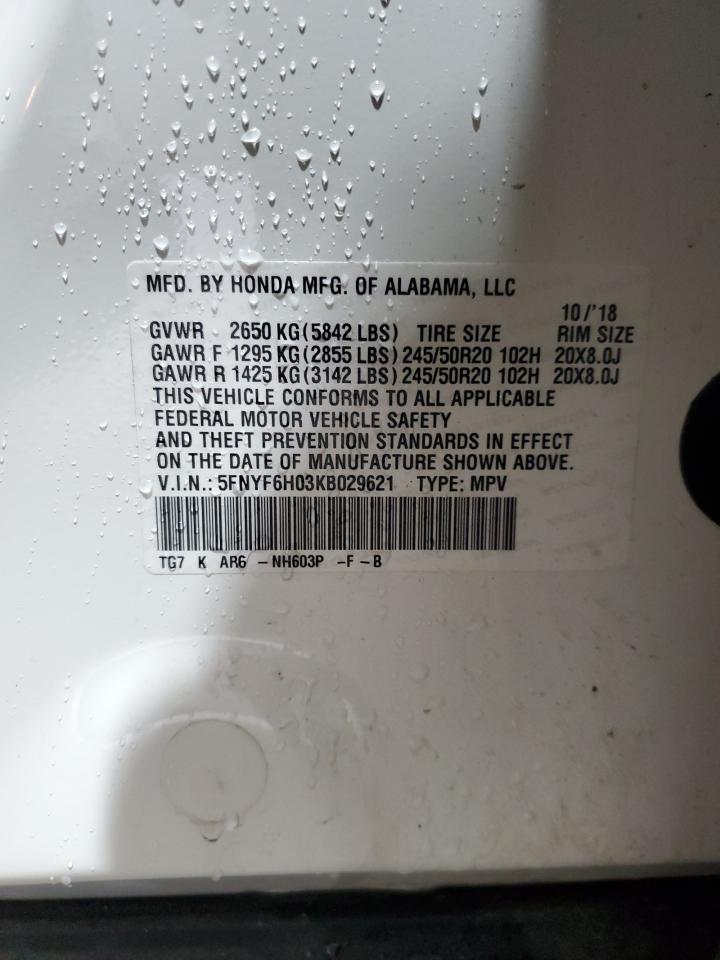 MFD. BY HONDA MFG. OF ALABAMA, LLC
10/'18
GVWR 2650 KG(5842 LBS) TIRE SIZE RIM SIZE
GAWR F 1295 KG(2855 LBS) 245/50R20 102H 20X8.0J
GAWR R 1425 KG(3142 LBS) 245/50R20 102H 20X8.0J
THIS VEHICLE CONFORMS TO ALL APPLICABLE
FEDERAL MOTOR VEHICLE SAFETY
AND THEFT PREVENTION STANDARDS IN EFFECT
ON THE DATE OF MANUFACTURE SHOWN ABOVE.
V.I.N.: 5FNYF6H03KB029621 TYPE: MPV
TG7 K AR6 -NH603P -F-B